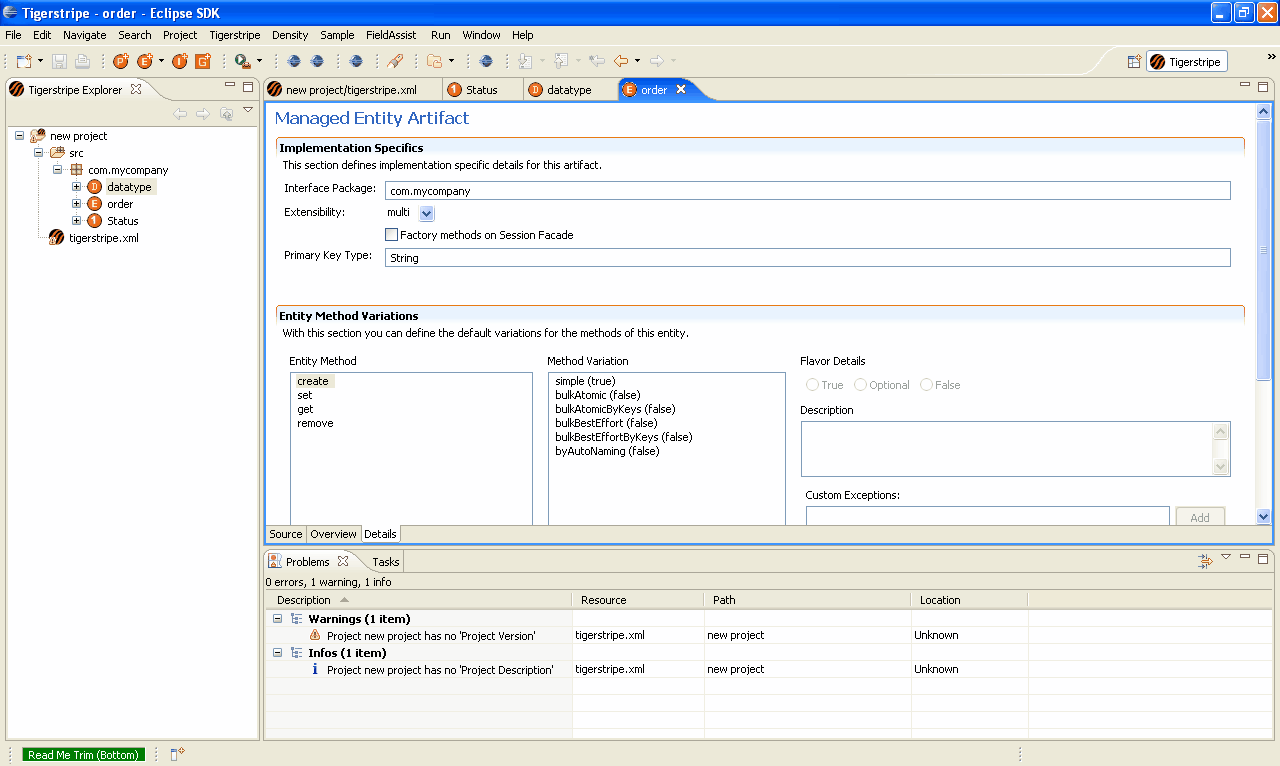 Tigerstripe - order - Eclipse SDK
File Edit Navigate Search Project Tigerstripe Density Sample FieldAssist Run Window Help
P E I G » Tigerstripe
Tigerstripe Explorer
new project/tigerstripe.xml 1 Status D datatype E order
new project
src
com.mycompany
D datatype
E order
1 Status
tigerstripe.xml
Managed Entity Artifact
Implementation Specifics
This section defines implementation specific details for this artifact.
Interface Package: com.mycompany
Extensibility: multi
Factory methods on Session Facade
Primary Key Type: String
Entity Method Variations
With this section you can define the default variations for the methods of this entity.
Entity Method
create
set
get
remove
Method Variation
simple (true)
bulkAtomic (false)
bulkAtomicByKeys (false)
bulkBestEffort (false)
bulkBestEffortByKeys (false)
byAutoNaming (false)
Flavor Details
True Optional False
Description
Custom Exceptions:
Add
Source Overview Details
Problems Tasks
0 errors, 1 warning, 1 info
Description Resource Path Location
Warnings (1 item)
Project new project has no 'Project Version' tigerstripe.xml new project Unknown
Infos (1 item)
i Project new project has no 'Project Description' tigerstripe.xml new project Unknown
Read Me Trim (Bottom)